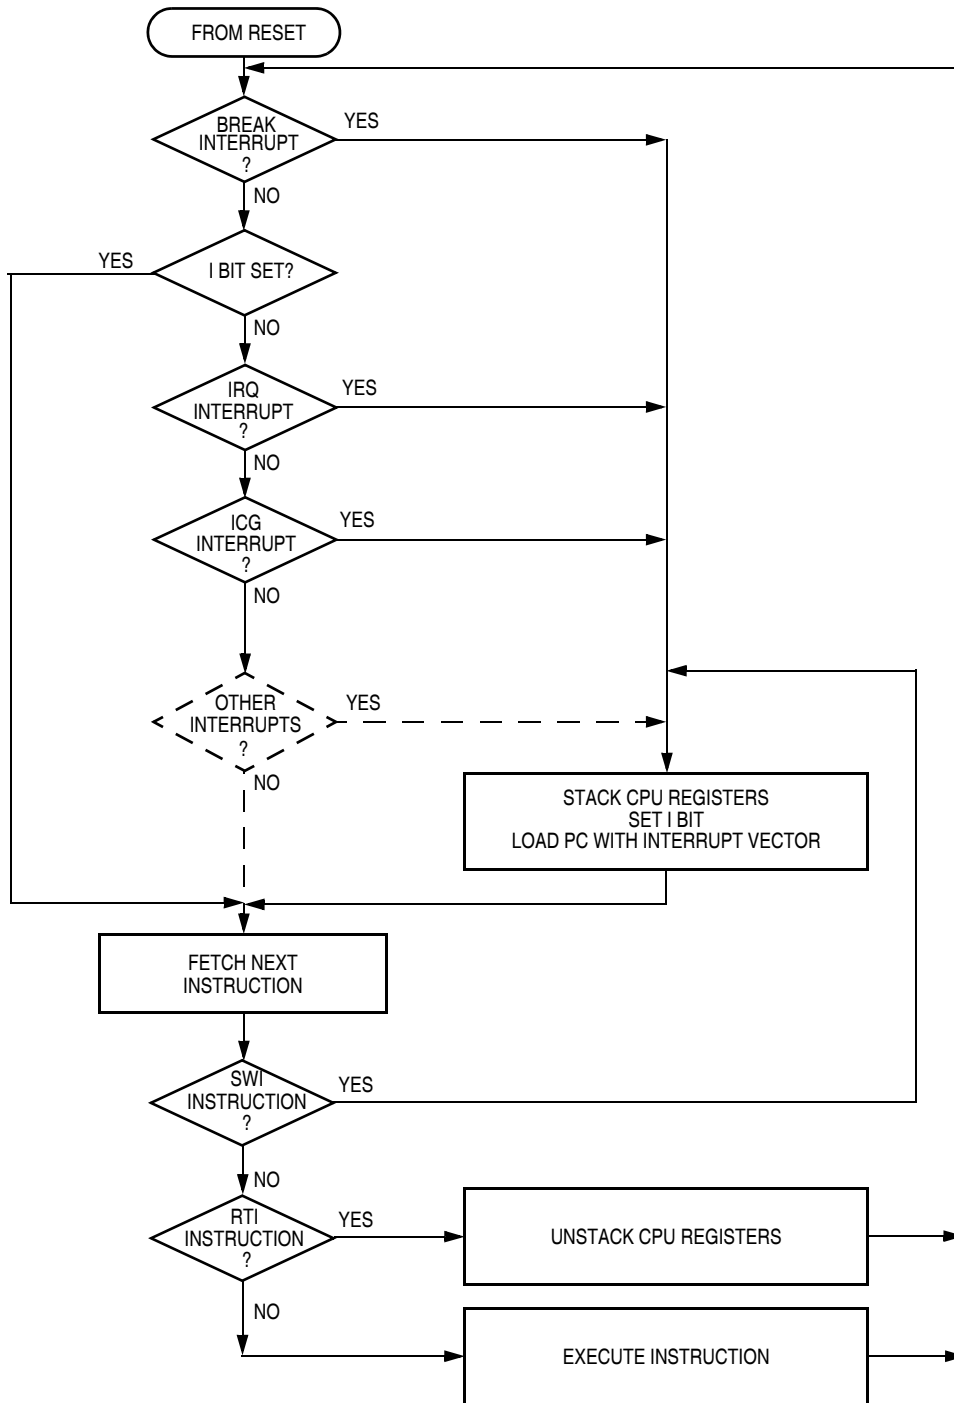 FROM RESET
BREAK
INTERRUPT
?
YES
NO
I BIT SET?
YES
NO
IRQ
INTERRUPT
?
YES
NO
ICG
INTERRUPT
?
YES
NO
OTHER
INTERRUPTS
?
YES
NO
STACK CPU REGISTERS
SET I BIT
LOAD PC WITH INTERRUPT VECTOR
FETCH NEXT
INSTRUCTION
SWI
INSTRUCTION
?
YES
NO
RTI
INSTRUCTION
?
YES
UNSTACK CPU REGISTERS
NO
EXECUTE INSTRUCTION